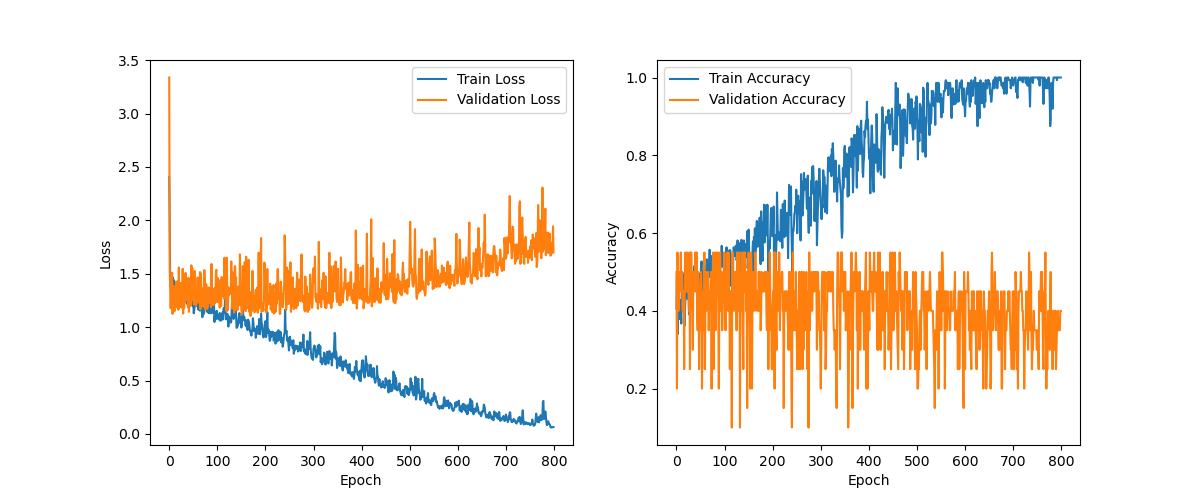 3.5
3.0
2.5
2.0
1.5
1.0
0.5
0.0
Loss
Train Loss
Validation Loss
0 100 200 300 400 500 600 700 800
Epoch
1.0
0.8
0.6
0.4
0.2
Accuracy
Train Accuracy
Validation Accuracy
0 100 200 300 400 500 600 700 800
Epoch